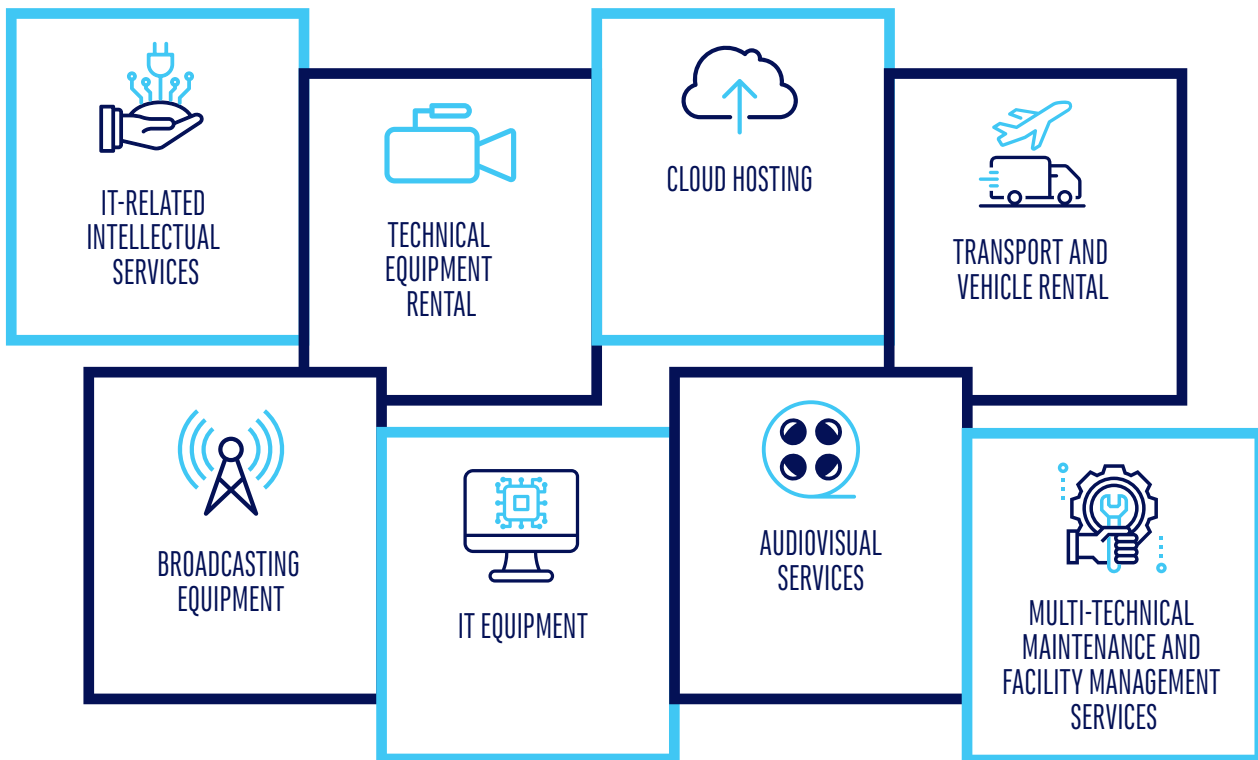 IT-RELATED
INTELLECTUAL
SERVICES
TECHNICAL
EQUIPMENT
RENTAL
CLOUD HOSTING
TRANSPORT AND
VEHICLE RENTAL
BROADCASTING
EQUIPMENT
IT EQUIPMENT
AUDIOVISUAL
SERVICES
MULTI-TECHNICAL
MAINTENANCE AND
FACILITY MANAGEMENT
SERVICES